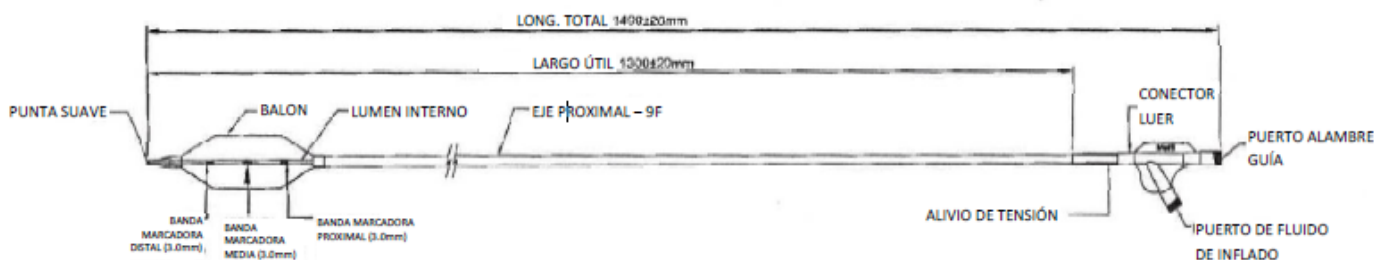 LONG. TOTAL 1490±20mm
LARGO ÚTIL 1300±20mm
PUNTA SUAVE
BALON
LUMEN INTERNO
EJE PROXIMAL – 9F
CONECTOR
LUER
PUERTO ALAMBRE
GUÍA
BANDA
MARCADORA
DISTAL (3.0mm)
BANDA
MARCADORA
MEDIA (3.0mm)
BANDA MARCADORA
PROXIMAL (3.0mm)
ALIVIO DE TENSIÓN
PUERTO DE FLUIDO
DE INFLADO